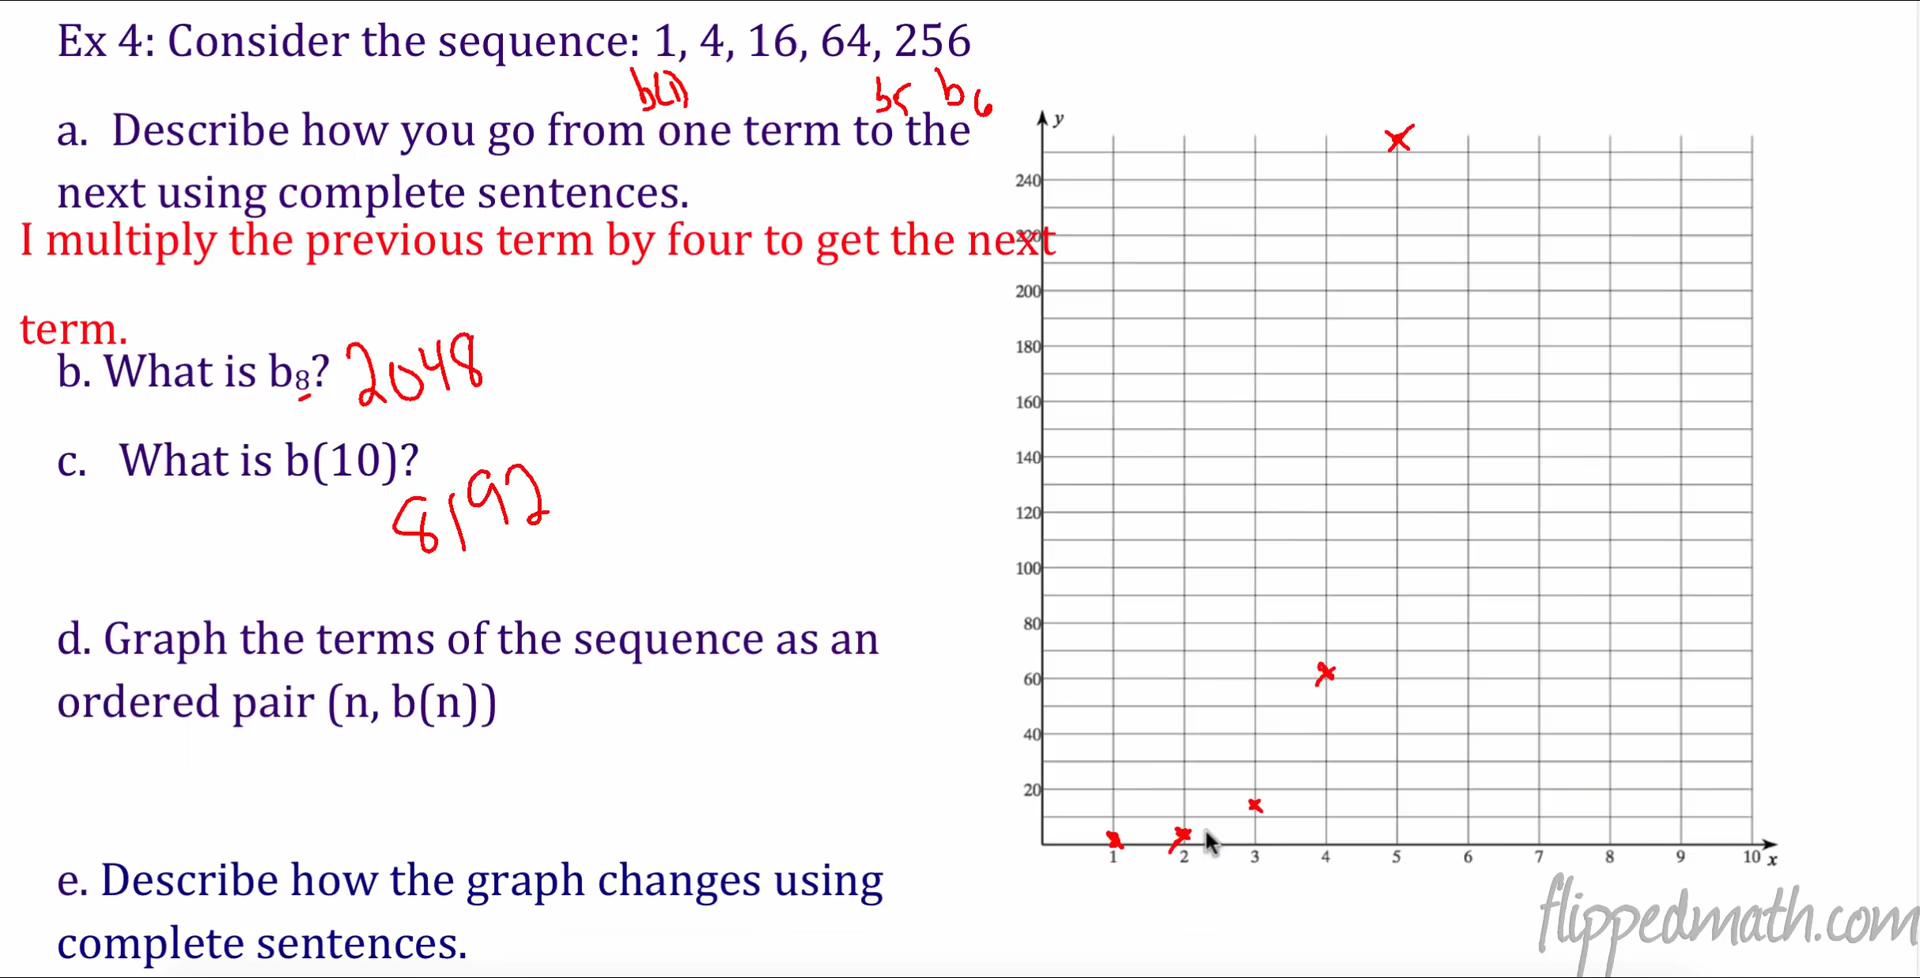 Ex 4: Consider the sequence: 1, 4, 16, 64, 256
b(1) b5 b6
a. Describe how you go from one term to the
next using complete sentences.
I multiply the previous term by four to get the next
term.
b. What is b₈? 2048
c. What is b(10)?
8192
d. Graph the terms of the sequence as an
ordered pair (n, b(n))
e. Describe how the graph changes using
complete sentences.
y
240
220
200
180
160
140
120
100
80
60
40
20
1 2 3 4 5 6 7 8 9 10 x
flippedmath.com